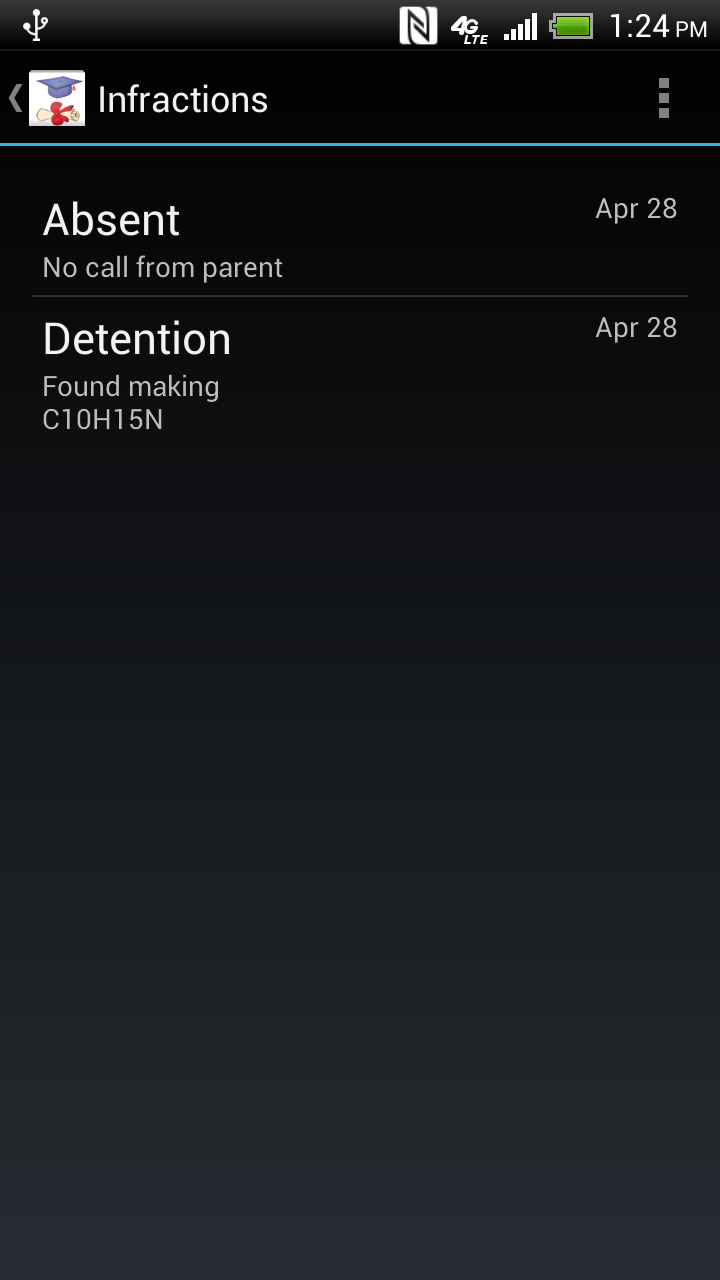 4G LTE 1:24 PM
Infractions
Absent Apr 28
No call from parent
Detention Apr 28
Found making
C10H15N